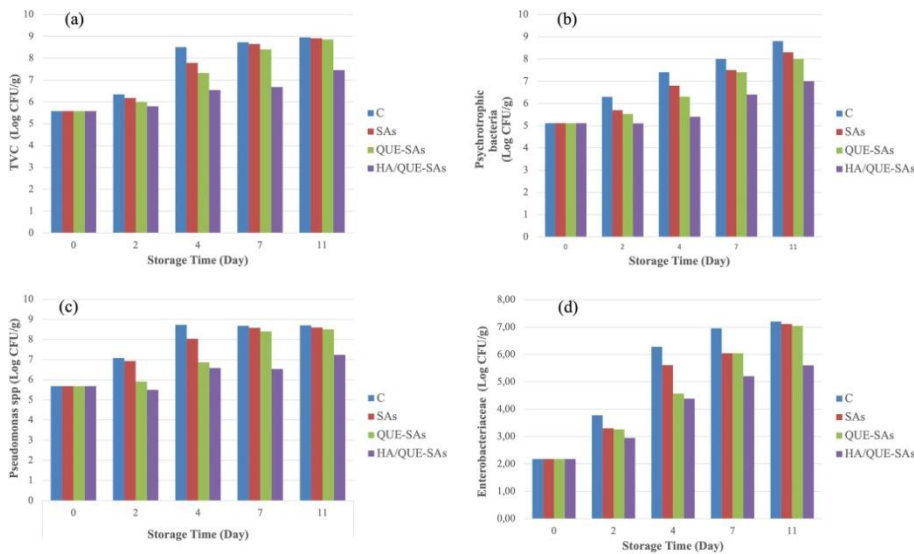 (a)
10
9
8
7
6
5
4
3
2
1
0
TVC (Log CFU/g)
0 2 4 7 11
Storage Time (Day)
C
SAs
QUE-SAs
HA/QUE-SAs
(b)
10
9
8
7
6
5
4
3
2
1
0
Psychrotrophic
bacteria
(Log CFU/g)
0 2 4 7 11
Storage Time (Day)
C
SAs
QUE-SAs
HA/QUE-SAs
(c)
10
9
8
7
6
5
4
3
2
1
0
Pseudomonas spp (Log CFU/g)
0 2 4 7 11
Storage Time (Day)
C
SAs
QUE-SAs
HA/QUE-SAs
(d)
8,00
7,00
6,00
5,00
4,00
3,00
2,00
1,00
0,00
Enterobacteriaceae (Log CFU/g)
0 2 4 7 11
Storage Time (Day)
C
SAs
QUE-SAs
HA/QUE-SAs